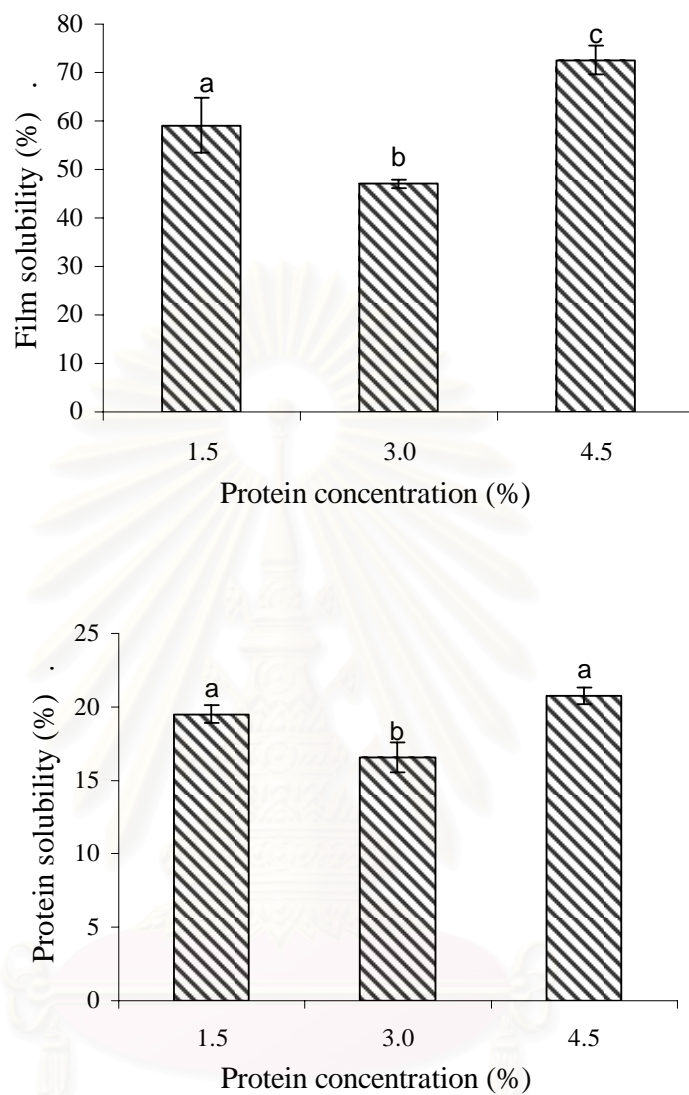 80
70
60
50
40
30
20
10
0
Film solubility (%) .
a
b
c
1.5 3.0 4.5
Protein concentration (%)
25
20
15
10
5
0
Protein solubility (%) .
a
b
a
1.5 3.0 4.5
Protein concentration (%)